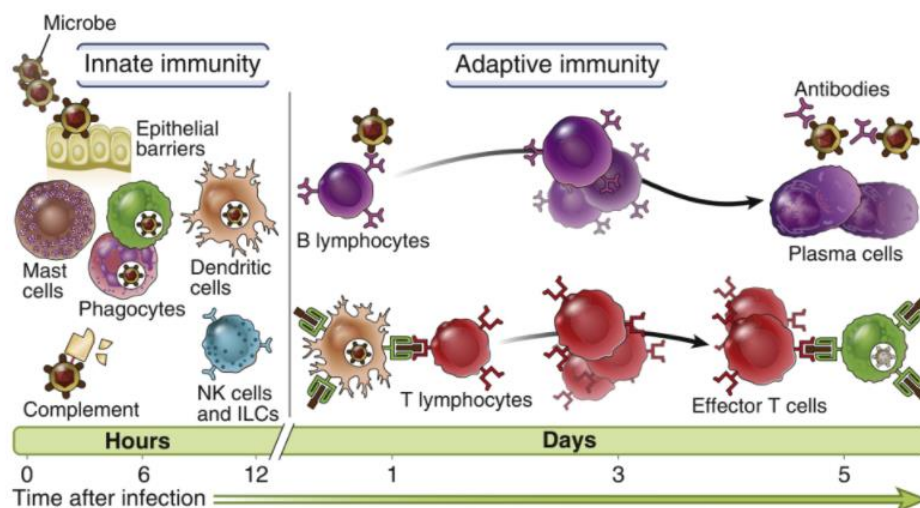 Microbe
Innate immunity
Adaptive immunity
Epithelial
barriers
Antibodies
Mast
cells
Phagocytes
Dendritic
cells
B lymphocytes
Plasma cells
Complement
NK cells
and ILCs
T lymphocytes
Effector T cells
Hours
Days
0 6 12 1 3 5
Time after infection